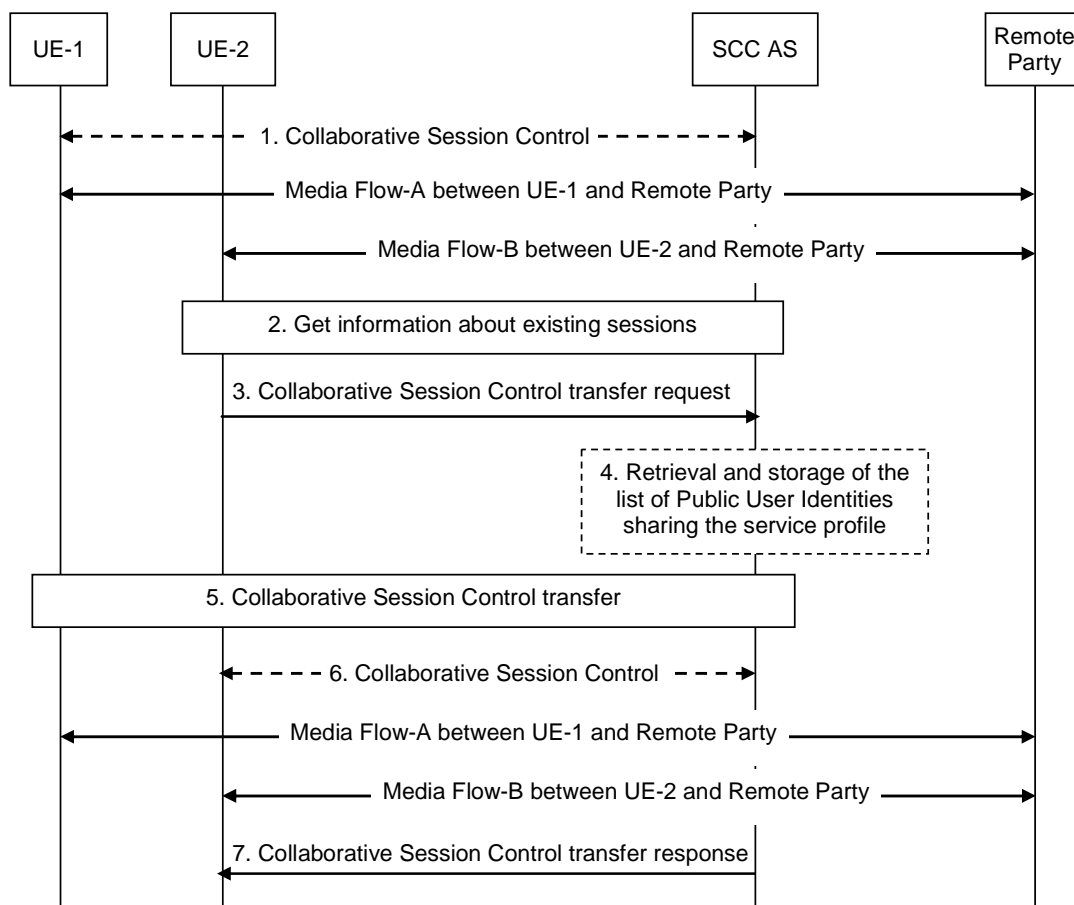 UE-1
UE-2
SCC AS
Remote
Party
1. Collaborative Session Control
Media Flow-A between UE-1 and Remote Party
Media Flow-B between UE-2 and Remote Party
2. Get information about existing sessions
3. Collaborative Session Control transfer request
4. Retrieval and storage of the
list of Public User Identities
sharing the service profile
5. Collaborative Session Control transfer
6. Collaborative Session Control
Media Flow-A between UE-1 and Remote Party
Media Flow-B between UE-2 and Remote Party
7. Collaborative Session Control transfer response